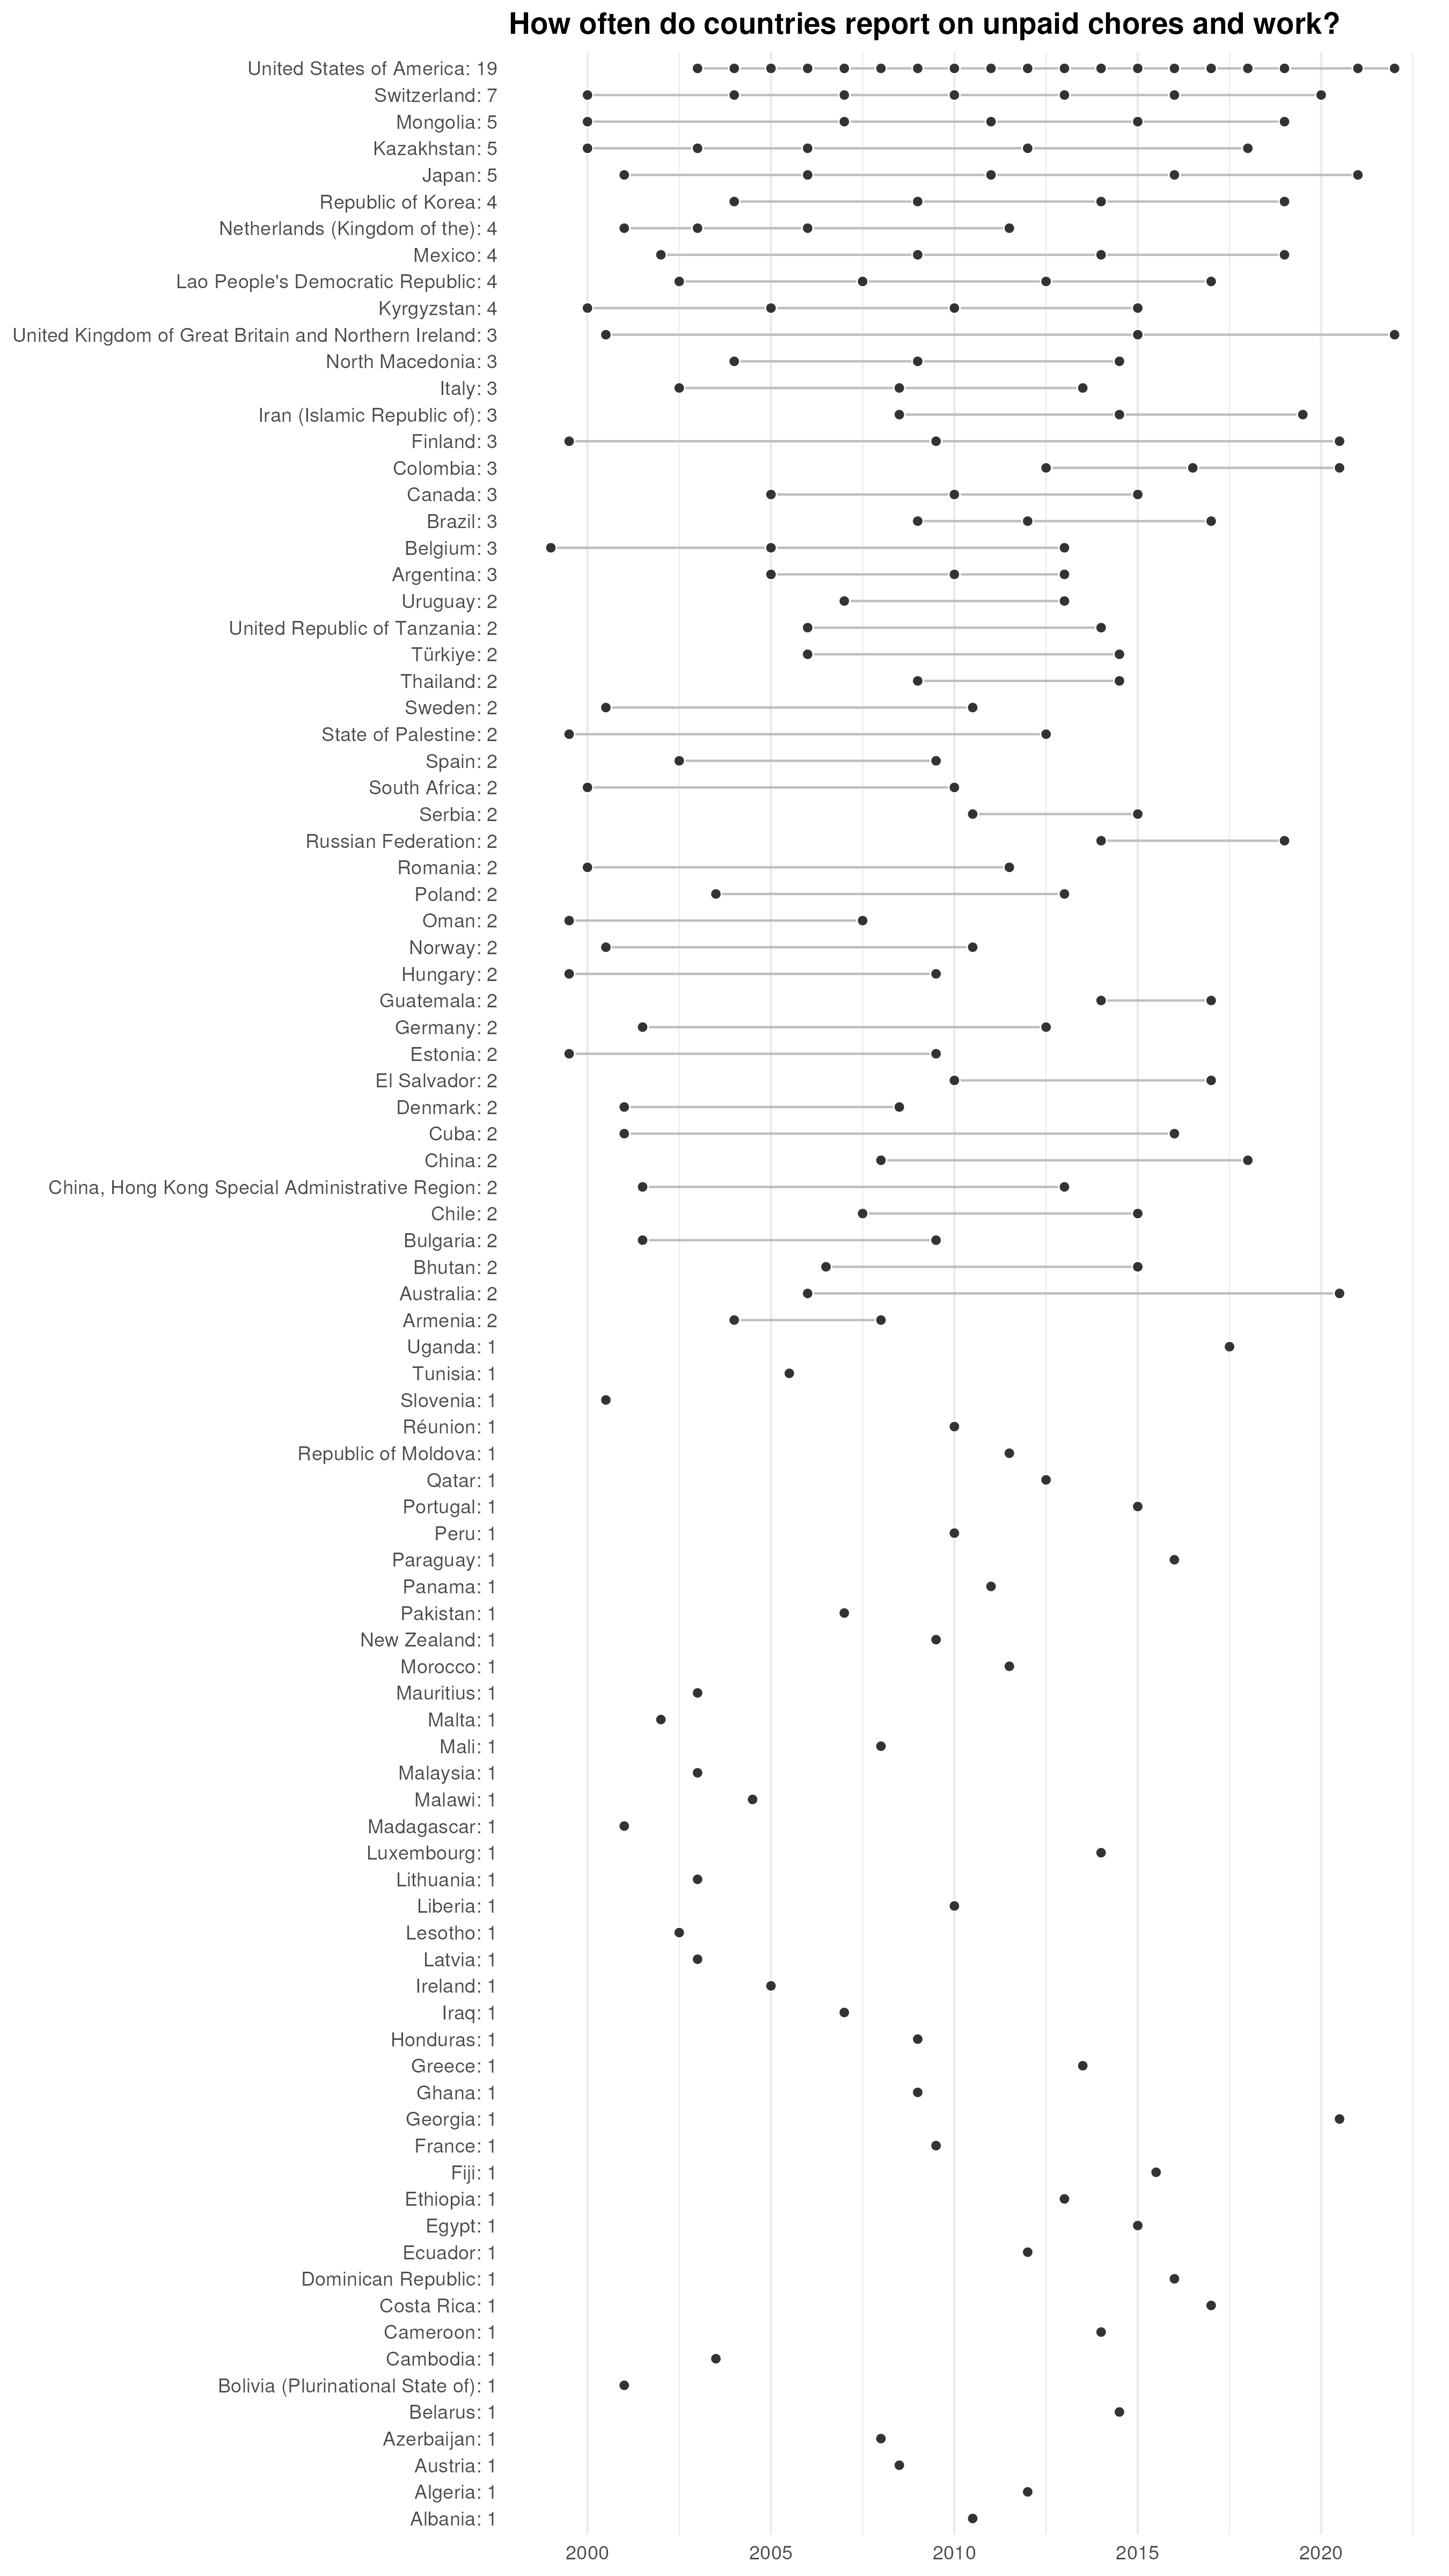 How often do countries report on unpaid chores and work?
United States of America: 19
Switzerland: 7
Mongolia: 5
Kazakhstan: 5
Japan: 5
Republic of Korea: 4
Netherlands (Kingdom of the): 4
Mexico: 4
Lao People's Democratic Republic: 4
Kyrgyzstan: 4
United Kingdom of Great Britain and Northern Ireland: 3
North Macedonia: 3
Italy: 3
Iran (Islamic Republic of): 3
Finland: 3
Colombia: 3
Canada: 3
Brazil: 3
Belgium: 3
Argentina: 3
Uruguay: 2
United Republic of Tanzania: 2
Türkiye: 2
Thailand: 2
Sweden: 2
State of Palestine: 2
Spain: 2
South Africa: 2
Serbia: 2
Russian Federation: 2
Romania: 2
Poland: 2
Oman: 2
Norway: 2
Hungary: 2
Guatemala: 2
Germany: 2
Estonia: 2
El Salvador: 2
Denmark: 2
Cuba: 2
China: 2
China, Hong Kong Special Administrative Region: 2
Chile: 2
Bulgaria: 2
Bhutan: 2
Australia: 2
Armenia: 2
Uganda: 1
Tunisia: 1
Slovenia: 1
Réunion: 1
Republic of Moldova: 1
Qatar: 1
Portugal: 1
Peru: 1
Paraguay: 1
Panama: 1
Pakistan: 1
New Zealand: 1
Morocco: 1
Mauritius: 1
Malta: 1
Mali: 1
Malaysia: 1
Malawi: 1
Madagascar: 1
Luxembourg: 1
Lithuania: 1
Liberia: 1
Lesotho: 1
Latvia: 1
Ireland: 1
Iraq: 1
Honduras: 1
Greece: 1
Ghana: 1
Georgia: 1
France: 1
Fiji: 1
Ethiopia: 1
Egypt: 1
Ecuador: 1
Dominican Republic: 1
Costa Rica: 1
Cameroon: 1
Cambodia: 1
Bolivia (Plurinational State of): 1
Belarus: 1
Azerbaijan: 1
Austria: 1
Algeria: 1
Albania: 1
2000 2005 2010 2015 2020